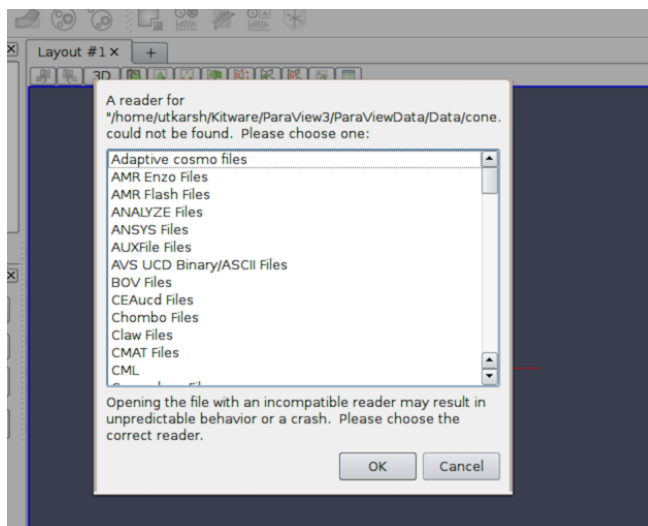 Layout #1 ×
+
3D
A reader for
"/home/utkarsh/Kitware/ParaView3/ParaViewData/Data/cone.
could not be found. Please choose one:
Adaptive cosmo files
AMR Enzo Files
AMR Flash Files
ANALYZE Files
ANSYS Files
AUXFile Files
AVS UCD Binary/ASCII Files
BOV Files
CEAucd Files
Chombo Files
Claw Files
CMAT Files
CML
Opening the file with an incompatible reader may result in
unpredictable behavior or a crash. Please choose the
correct reader.
OK
Cancel